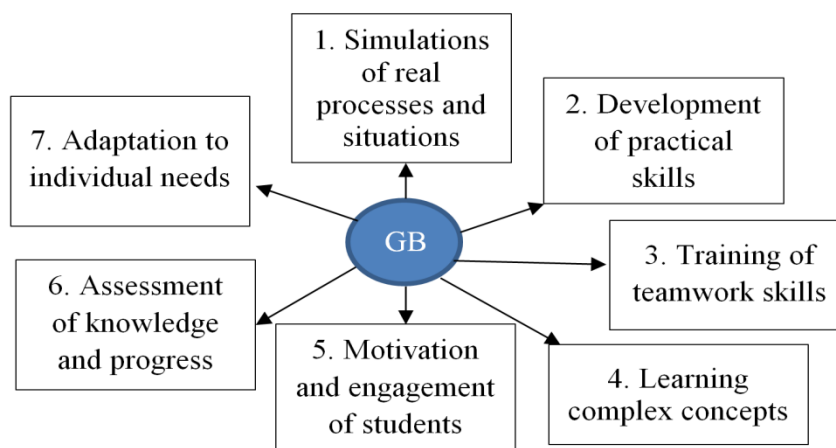 1. Simulations
of real
processes and
situations
2. Development
of practical
skills
3. Training of
teamwork skills
4. Learning
complex concepts
5. Motivation
and engagement
of students
6. Assessment
of knowledge
and progress
7. Adaptation to
individual needs
GB